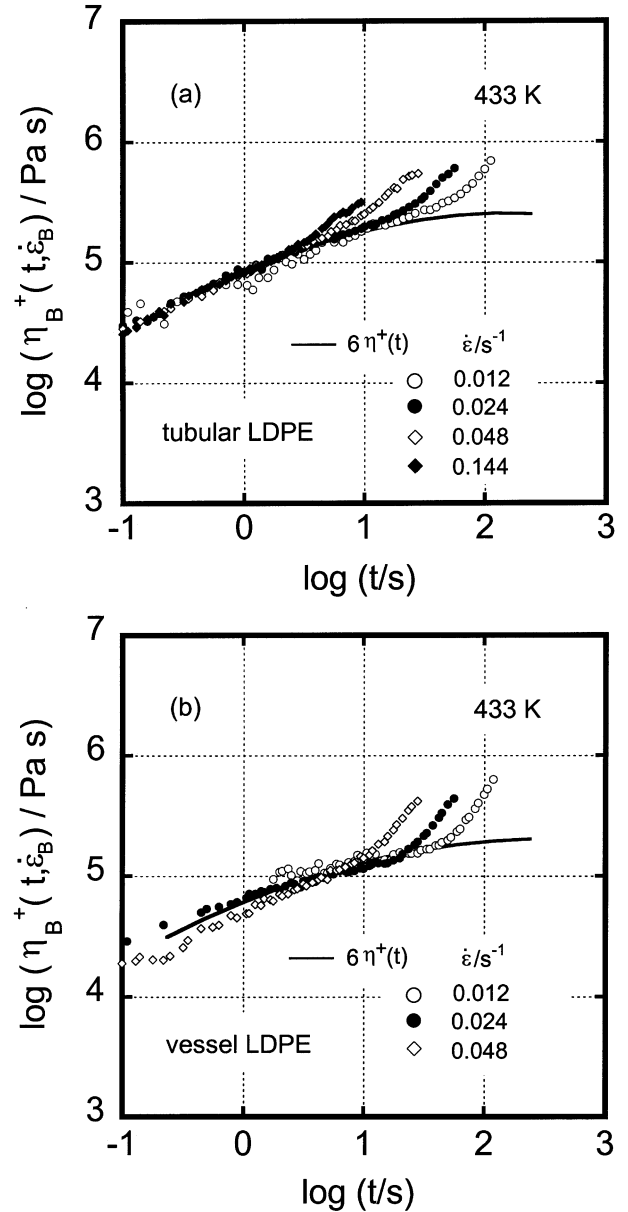 7
(a)
433 K
6
5
4
3
log (η_B⁺(t,ε̇_B) / Pa s)
6η⁺(t) ε̇/s⁻¹
0.012
0.024
0.048
0.144
tubular LDPE
-1 0 1 2 3
log (t/s)
7
(b)
433 K
6
5
4
3
log (η_B⁺(t,ε̇_B) / Pa s)
6η⁺(t) ε̇/s⁻¹
0.012
0.024
0.048
vessel LDPE
-1 0 1 2 3
log (t/s)